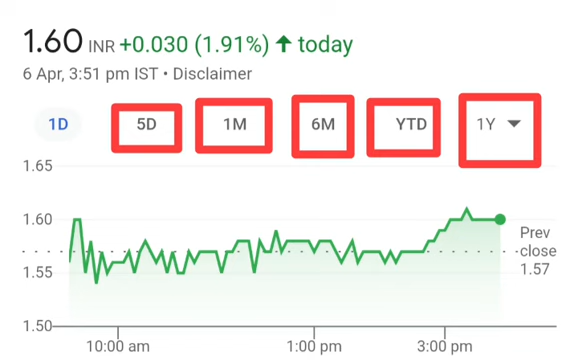 1.60 INR +0.030 (1.91%) ↑ today
6 Apr, 3:51 pm IST • Disclaimer
1D 5D 1M 6M YTD 1Y
1.65
1.60
Prev
close
1.57
1.55
1.50
10:00 am 1:00 pm 3:00 pm